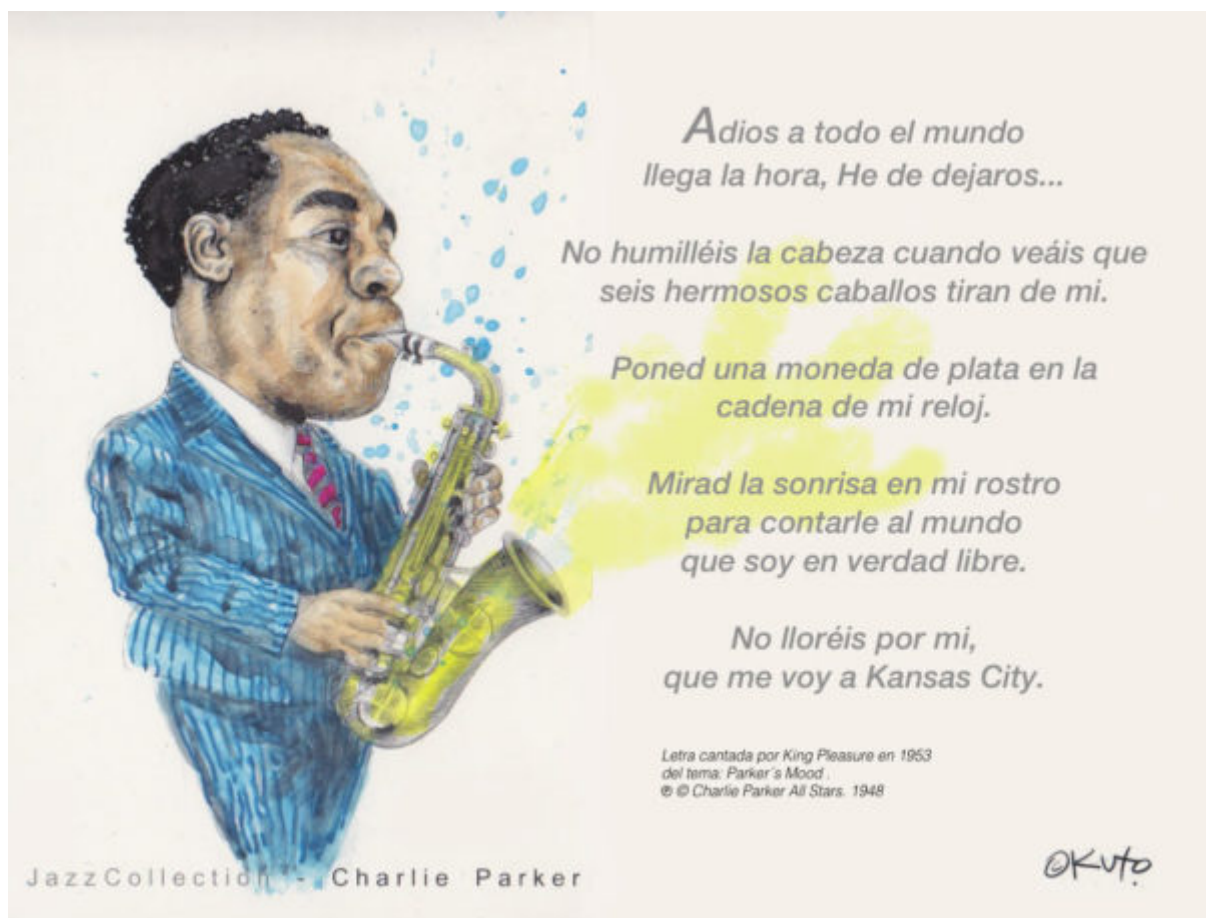 Adios a todo el mundo
llega la hora, He de dejaros...
No humilléis la cabeza cuando veáis que
seis hermosos caballos tiran de mi.
Poned una moneda de plata en la
cadena de mi reloj.
Mirad la sonrisa en mi rostro
para contarle al mundo
que soy en verdad libre.
No lloréis por mi,
que me voy a Kansas City.
Letra cantada por King Pleasure en 1953
del tema: Parker´s Mood .
℗ © Charlie Parker All Stars. 1948
©Kuto
JazzCollection - Charlie Parker